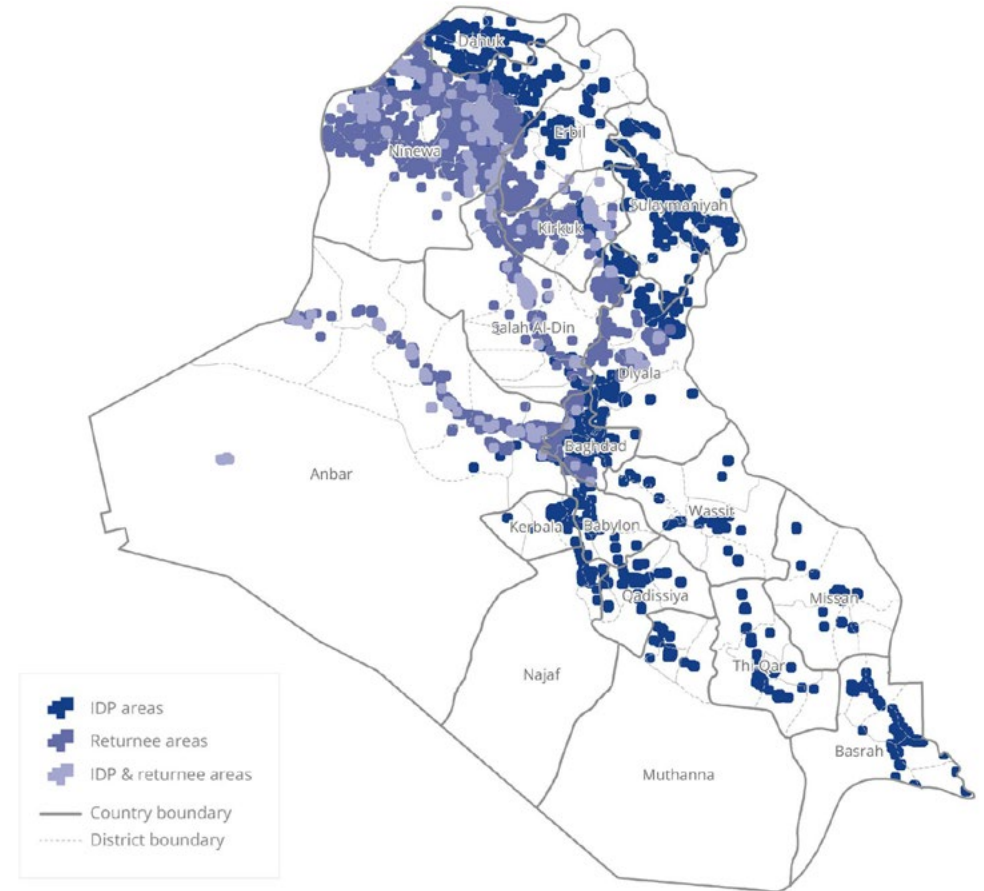 Dahuk
Erbil
Ninewa
Sulaymaniyah
Kirkuk
Salah Al-Din
Diyala
Baghdad
Anbar
Wassit
Kerbala
Babylon
Qadissiya
Missan
Thi-Qar
Najaf
Basrah
Muthanna
IDP areas
Returnee areas
IDP & returnee areas
Country boundary
District boundary